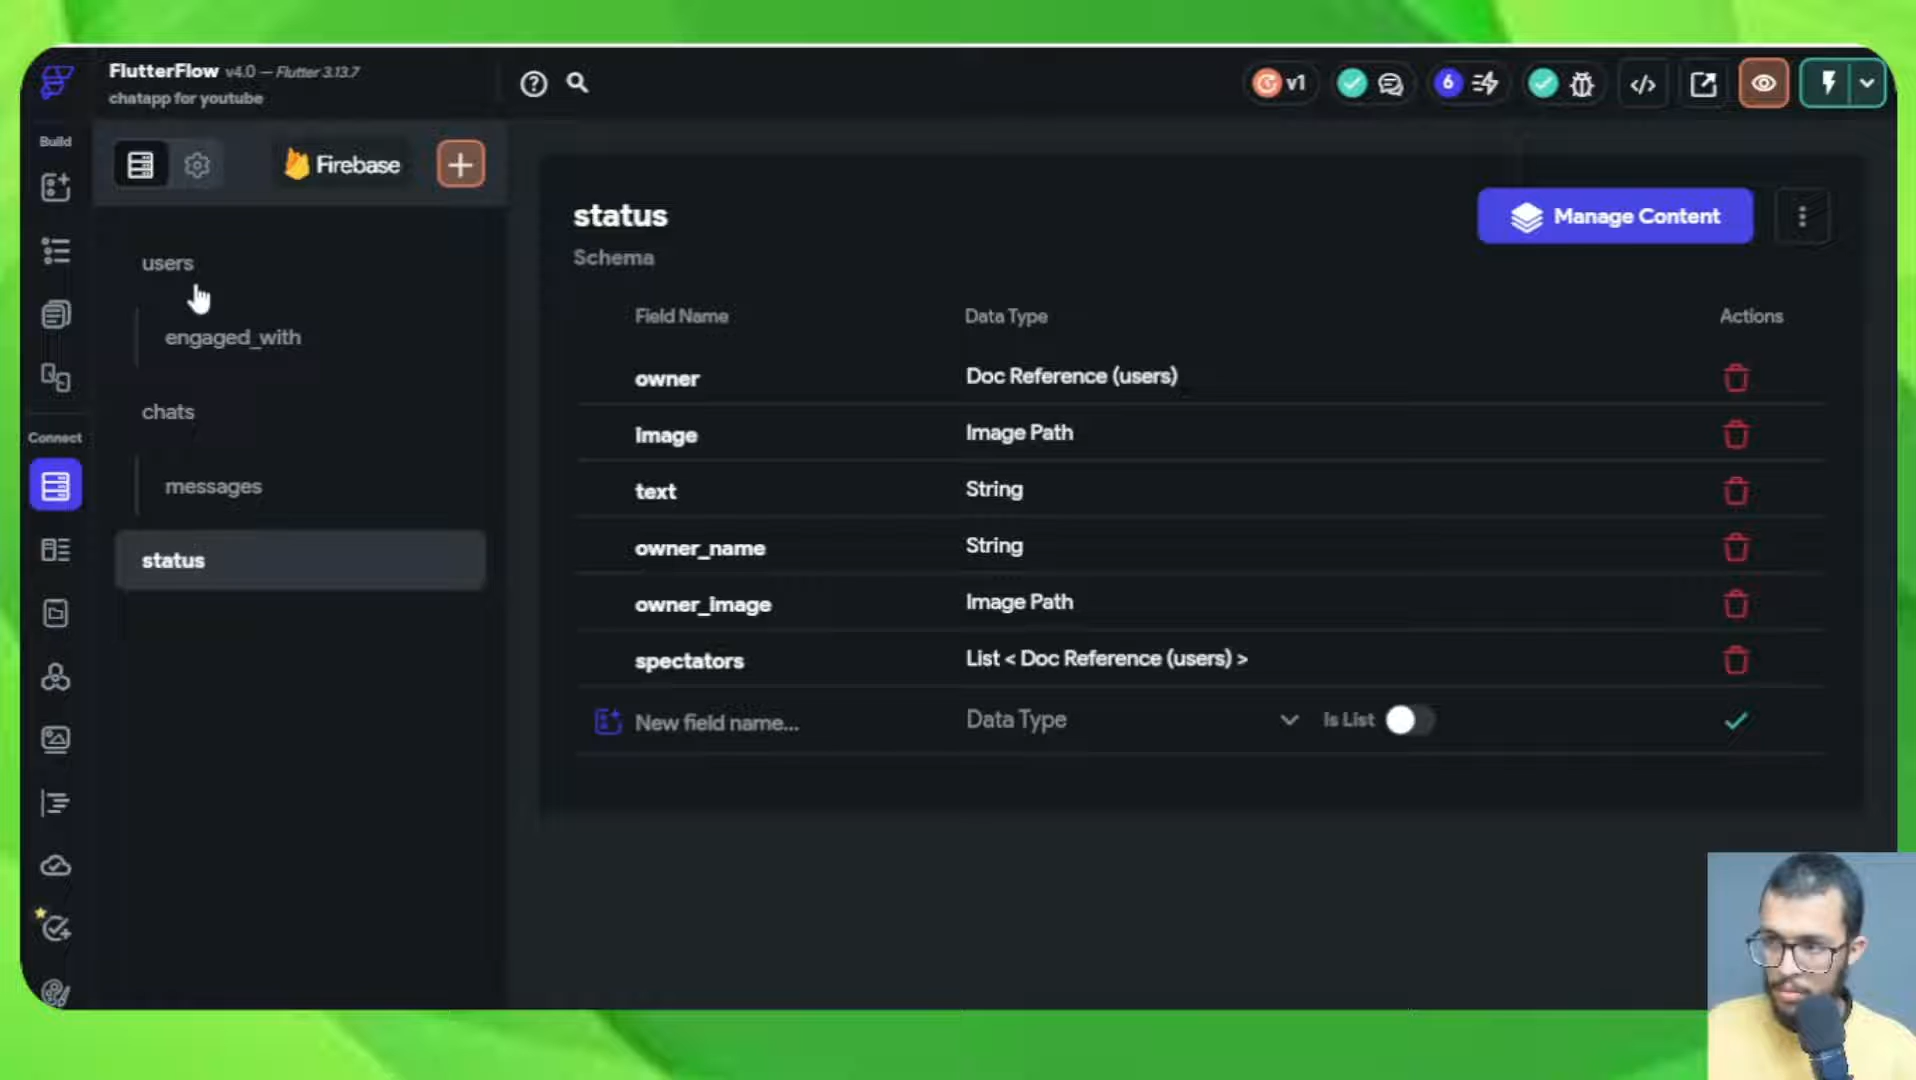 FlutterFlow v4.0 — Flutter 3.13.7
chatapp for youtube
v1
6
Build
Firebase
users
engaged_with
chats
Connect
messages
status
status
Schema
Manage Content
Field Name Data Type Actions
owner Doc Reference (users)
image Image Path
text String
owner_name String
owner_image Image Path
spectators List < Doc Reference (users) >
New field name... Data Type Is List